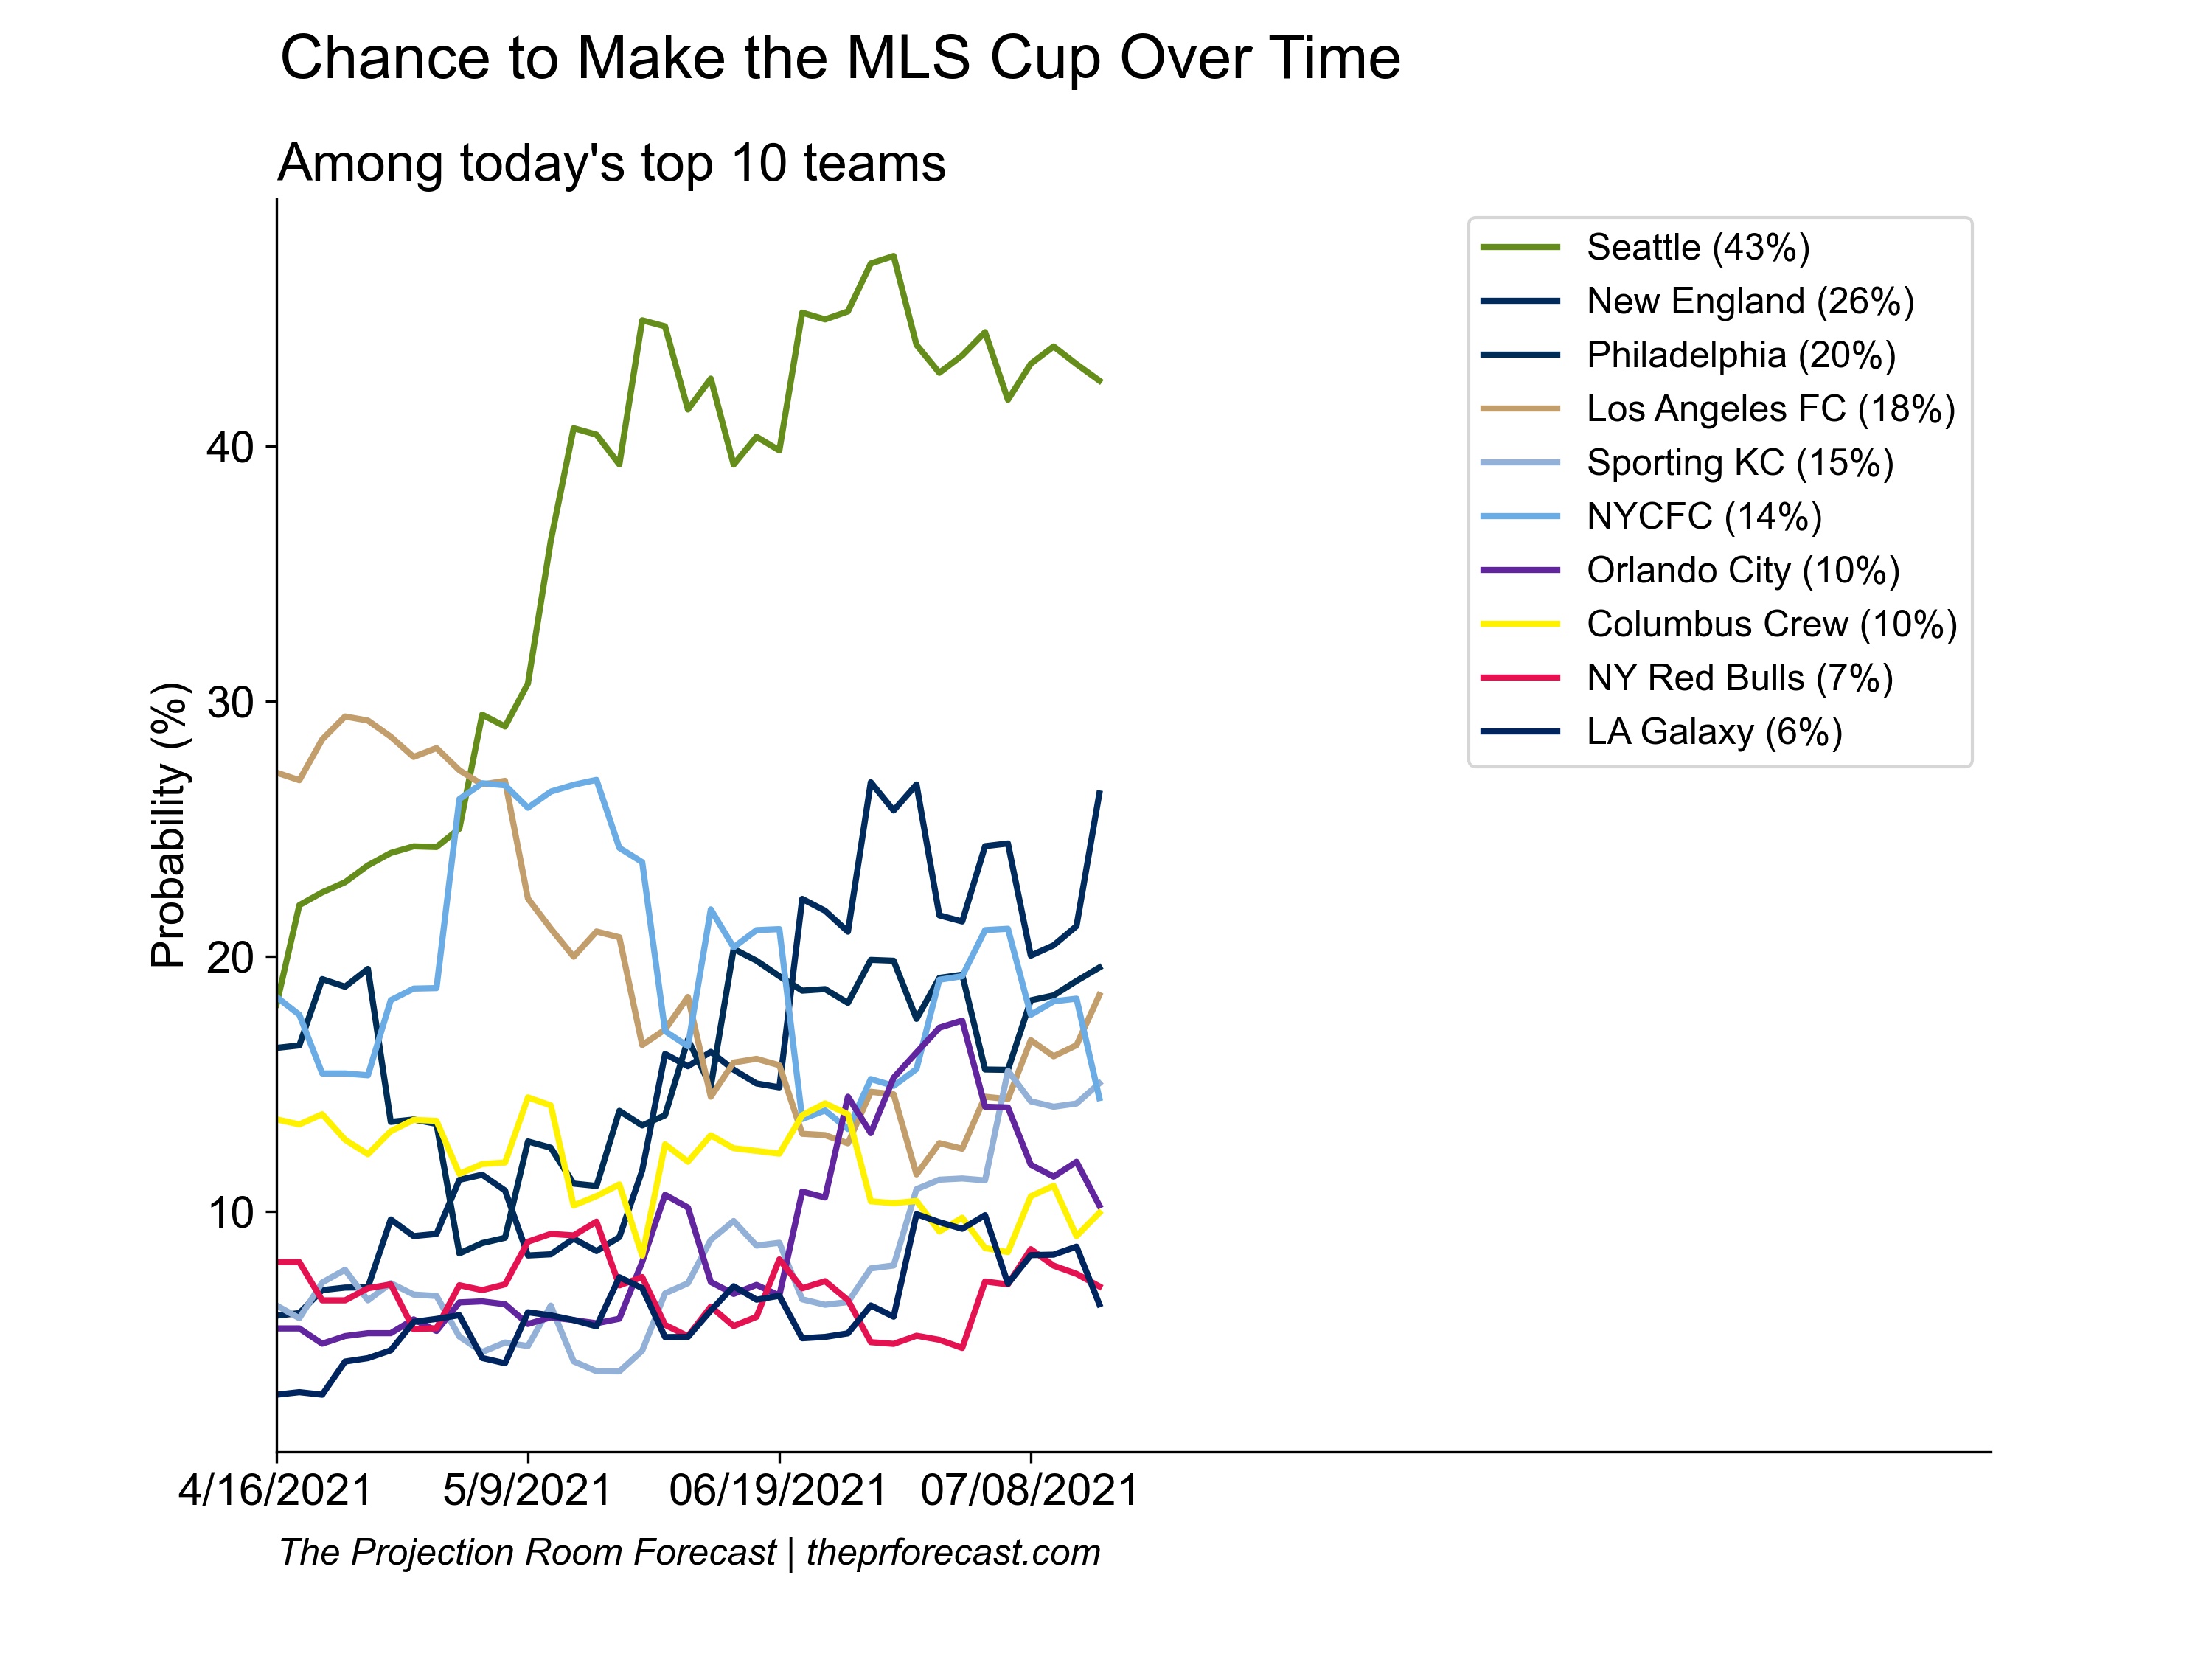 Chance to Make the MLS Cup Over Time
Among today's top 10 teams
Seattle (43%)
New England (26%)
Philadelphia (20%)
Los Angeles FC (18%)
Sporting KC (15%)
NYCFC (14%)
Orlando City (10%)
Columbus Crew (10%)
NY Red Bulls (7%)
LA Galaxy (6%)
Probability (%)
40
30
20
10
4/16/2021 5/9/2021 06/19/2021 07/08/2021
The Projection Room Forecast | theprforecast.com